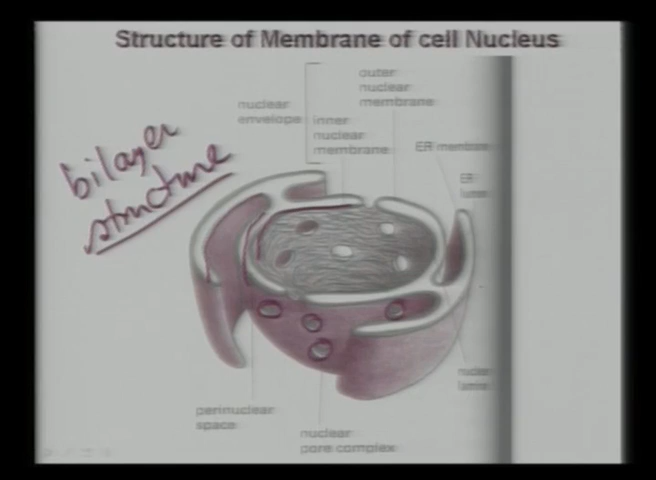 Structure of Membrane of cell Nucleus
outer
nuclear
membrane
nuclear
envelope
inner
nuclear
membrane
ER membrane
ER
bilayer
structure
perinuclear
space
nuclear
pore complex